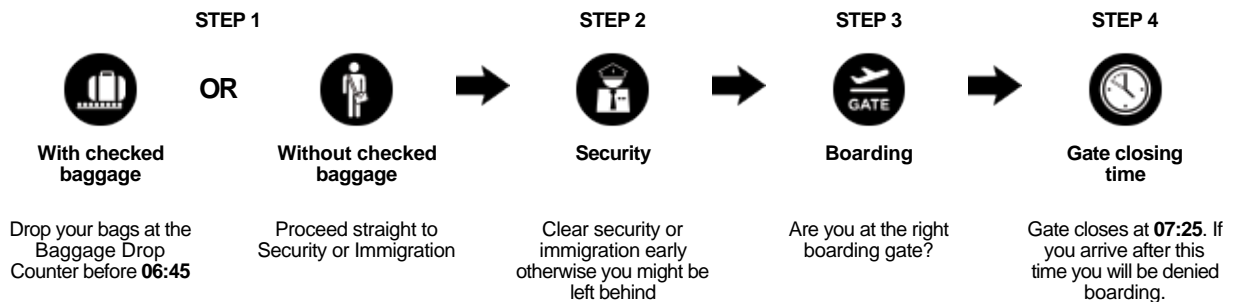 STEP 1
STEP 2
STEP 3
STEP 4
OR
GATE
With checked
baggage
Without checked
baggage
Security
Boarding
Gate closing
time
Drop your bags at the
Baggage Drop
Counter before 06:45
Proceed straight to
Security or Immigration
Clear security or
immigration early
otherwise you might be
left behind
Are you at the right
boarding gate?
Gate closes at 07:25. If
you arrive after this
time you will be denied
boarding.